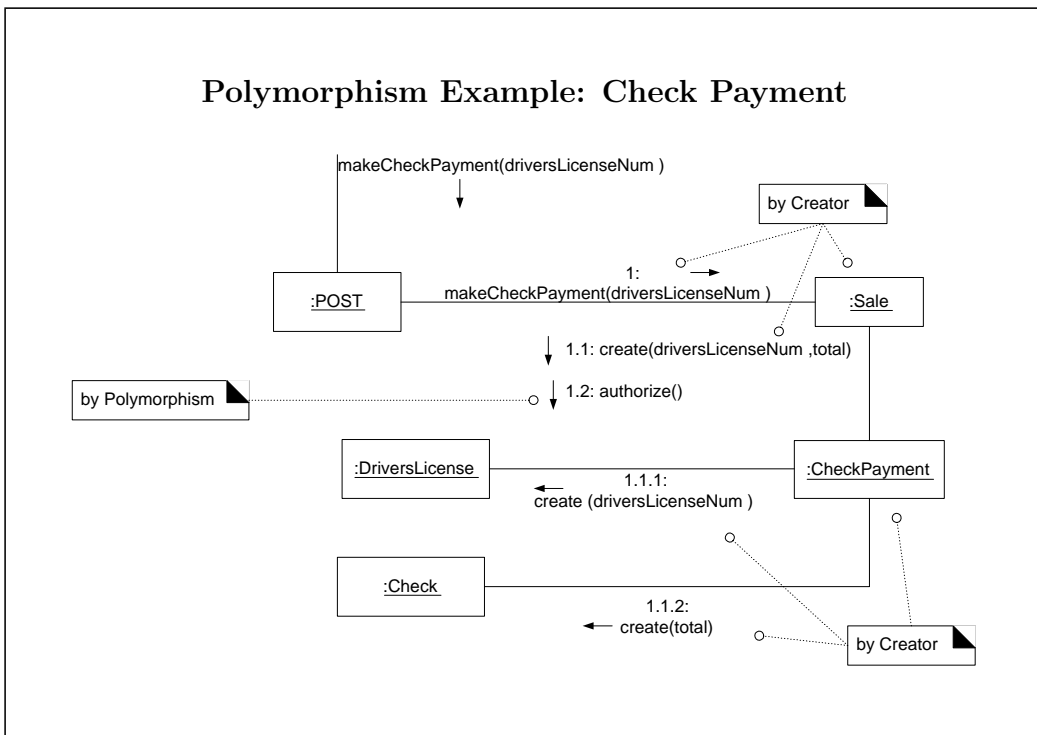 Polymorphism Example: Check Payment
makeCheckPayment(driversLicenseNum )
by Creator
1:
makeCheckPayment(driversLicenseNum )
:POST
:Sale
1.1: create(driversLicenseNum ,total)
1.2: authorize()
by Polymorphism
:DriversLicense
:CheckPayment
1.1.1:
create (driversLicenseNum )
:Check
1.1.2:
create(total)
by Creator